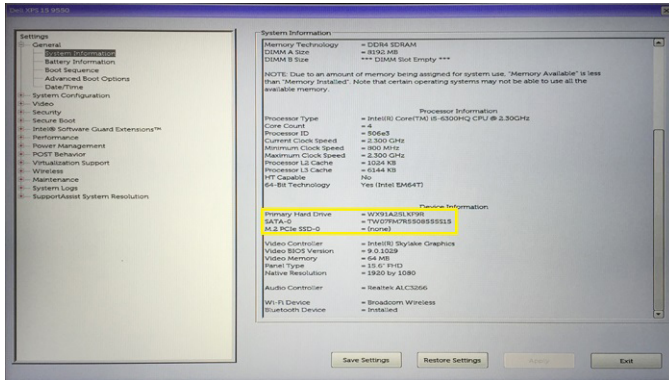 Dell XPS 15 9550
Settings
General
System Information
Battery Information
Boot Sequence
Advanced Boot Options
Date/Time
System Configuration
Video
Security
Secure Boot
Intel® Software Guard Extensions™
Performance
Power Management
POST Behavior
Virtualization Support
Wireless
Maintenance
System Logs
SupportAssist System Resolution
System Information
Memory Technology = DDR4 SDRAM
DIMM A Size = 8192 MB
DIMM B Size *** DIMM Slot Empty ***
NOTE: Due to an amount of memory being assigned for system use, "Memory Available" is less
than "Memory Installed". Note that certain operating systems may not be able to use all the
available memory.
Processor Information
Processor Type = Intel(R) Core(TM) i5-6300HQ CPU @ 2.30GHz
Core Count = 4
Processor ID = 506e3
Current Clock Speed = 2.300 GHz
Minimum Clock Speed = 800 MHz
Maximum Clock Speed = 2.300 GHz
Processor L2 Cache = 1024 KB
Processor L3 Cache = 6144 KB
HT Capable No
64-Bit Technology Yes (Intel EM64T)
Device Information
Primary Hard Drive = WX91A25LKF9R
SATA-0 = TW07FM7R5508555515
M.2 PCIe SSD-0 = (none)
Video Controller = Intel(R) Skylake Graphics
Video BIOS Version = 9.0.1029
Video Memory = 64 MB
Panel Type = 15.6" FHD
Native Resolution = 1920 by 1080
Audio Controller = Realtek ALC3266
Wi-Fi Device = Broadcom Wireless
Bluetooth Device = Installed
Save Settings
Restore Settings
Exit